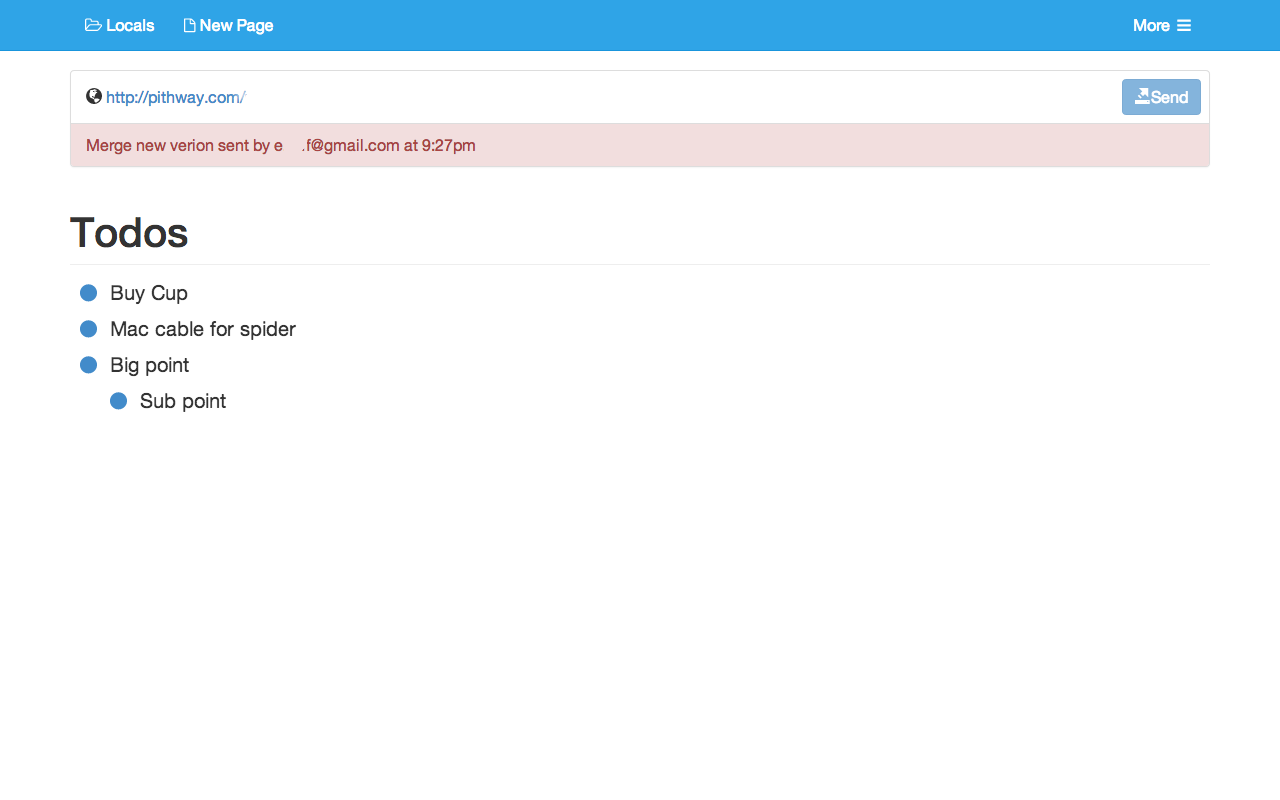 Locals New Page More
http://pithway.com/ Send
Merge new verion sent by e .f@gmail.com at 9:27pm
Todos
Buy Cup
Mac cable for spider
Big point
Sub point